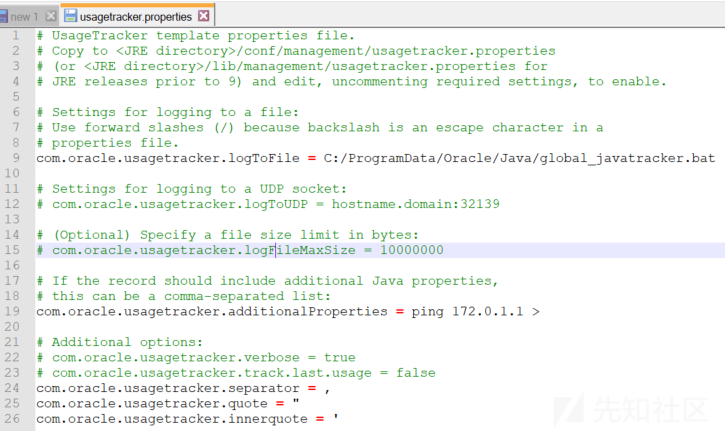 new 1
usagetracker.properties
1 # UsageTracker template properties file.
2 # Copy to <JRE directory>/conf/management/usagetracker.properties
3 # (or <JRE directory>/lib/management/usagetracker.properties for
4 # JRE releases prior to 9) and edit, uncommenting required settings, to enable.
5
6 # Settings for logging to a file:
7 # Use forward slashes (/) because backslash is an escape character in a
8 # properties file.
9 com.oracle.usagetracker.logToFile = C:/ProgramData/Oracle/Java/global_javatracker.bat
10
11 # Settings for logging to a UDP socket:
12 # com.oracle.usagetracker.logToUDP = hostname.domain:32139
13
14 # (Optional) Specify a file size limit in bytes:
15 # com.oracle.usagetracker.logFileMaxSize = 10000000
16
17 # If the record should include additional Java properties,
18 # this can be a comma-separated list:
19 com.oracle.usagetracker.additionalProperties = ping 172.0.1.1 >
20
21 # Additional options:
22 # com.oracle.usagetracker.verbose = true
23 # com.oracle.usagetracker.track.last.usage = false
24 com.oracle.usagetracker.separator = ,
25 com.oracle.usagetracker.quote = "
26 com.oracle.usagetracker.innerquote = '
先知社区